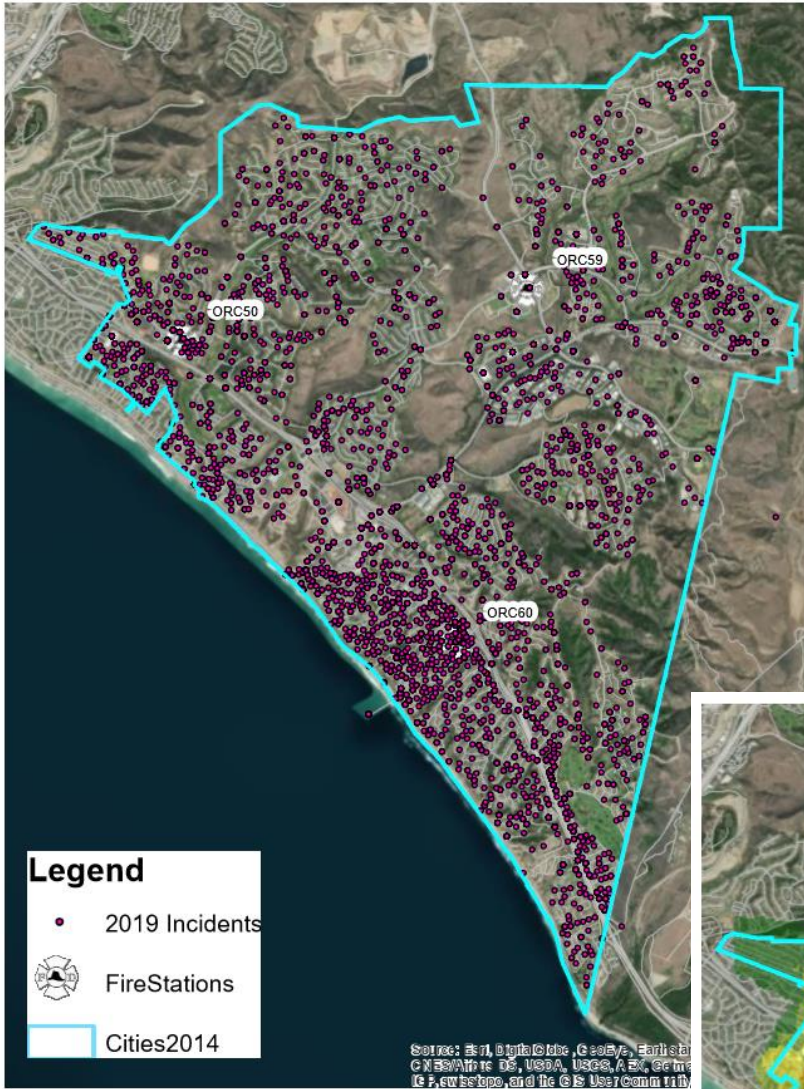 ORC59
ORC50
ORC60
Legend
2019 Incidents
FireStations
Cities2014
Source: Esri, DigitalGlobe, GeoEye, Earthstar
CNES/Airbus DS, USDA, USGS, AEX, Getma
IGP, swisstopo, and the GIS User Community